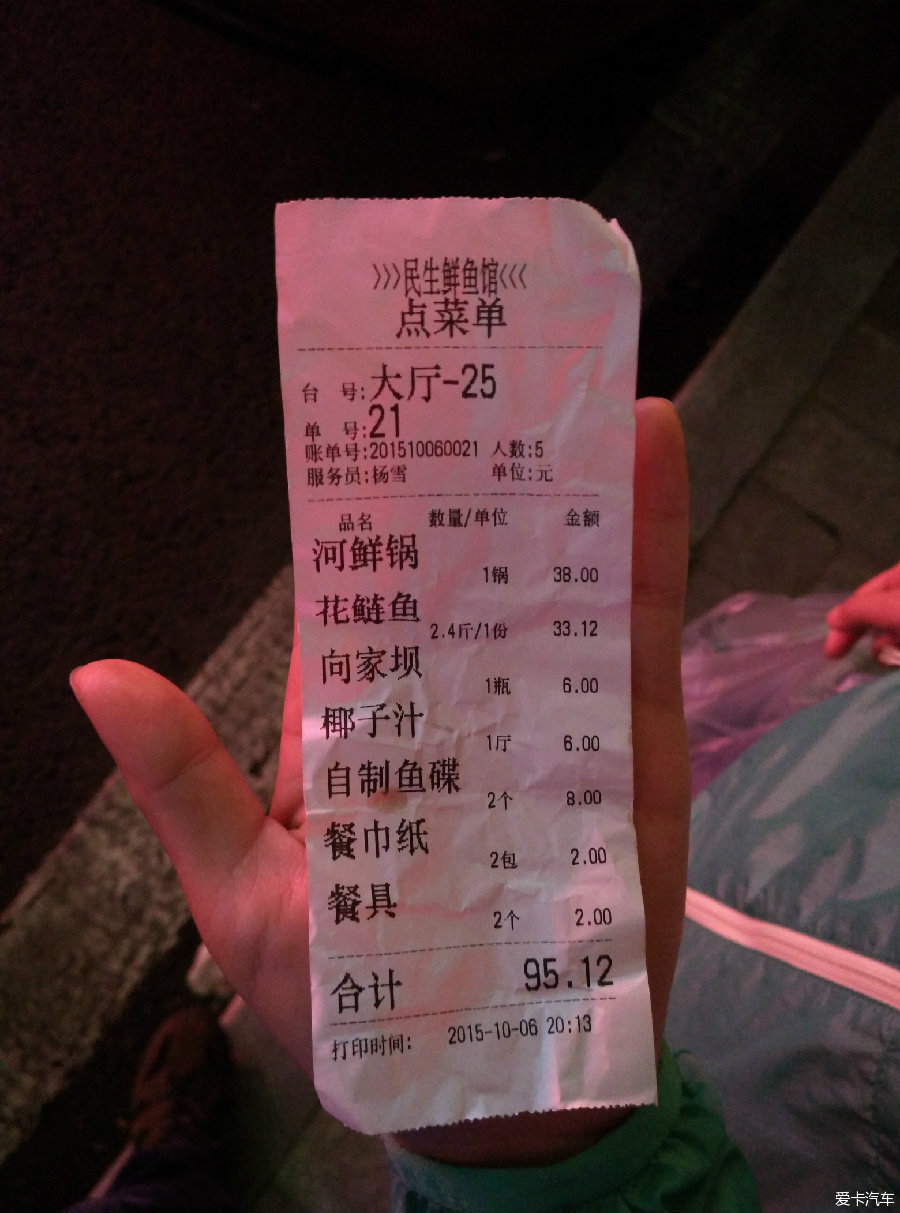 >>>民生鲜鱼馆<<<
点菜单
台 号:大厅-25
单 号:21
账单号:201510060021 人数:5
服务员:杨雪 单位:元
品名 数量/单位 金额
河鲜锅
1锅 38.00
花鲢鱼
2.4斤/1份 33.12
向家坝
1瓶 6.00
椰子汁
1厅 6.00
自制鱼碟
2个 8.00
餐巾纸
2包 2.00
餐具
2个 2.00
合计 95.12
打印时间: 2015-10-06 20:13
爱卡汽车